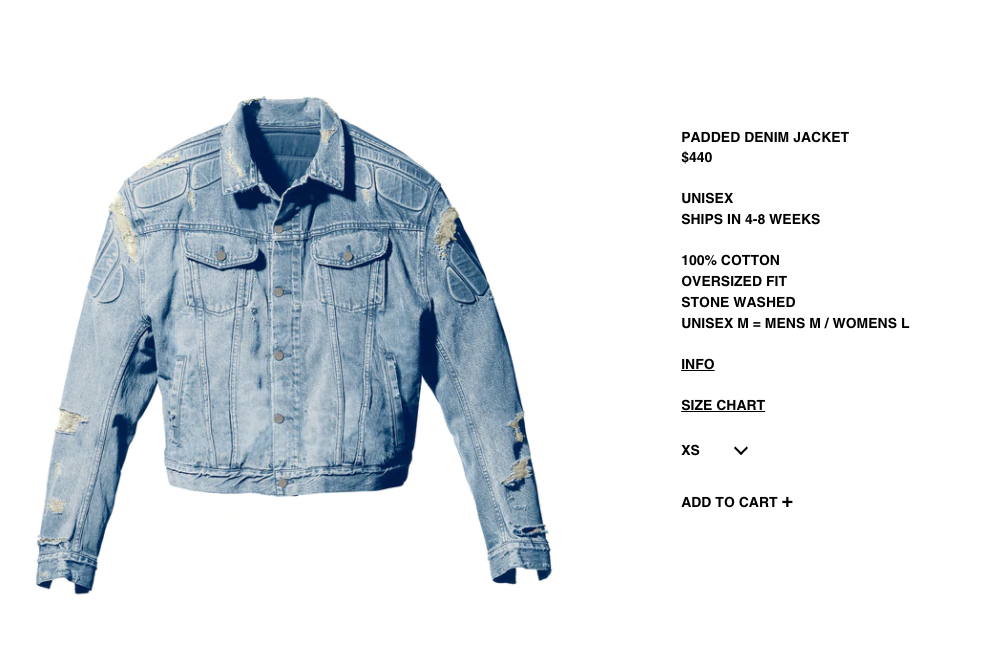 PADDED DENIM JACKET
$440
UNISEX
SHIPS IN 4-8 WEEKS
100% COTTON
OVERSIZED FIT
STONE WASHED
UNISEX M = MENS M / WOMENS L
INFO
SIZE CHART
XS
ADD TO CART +